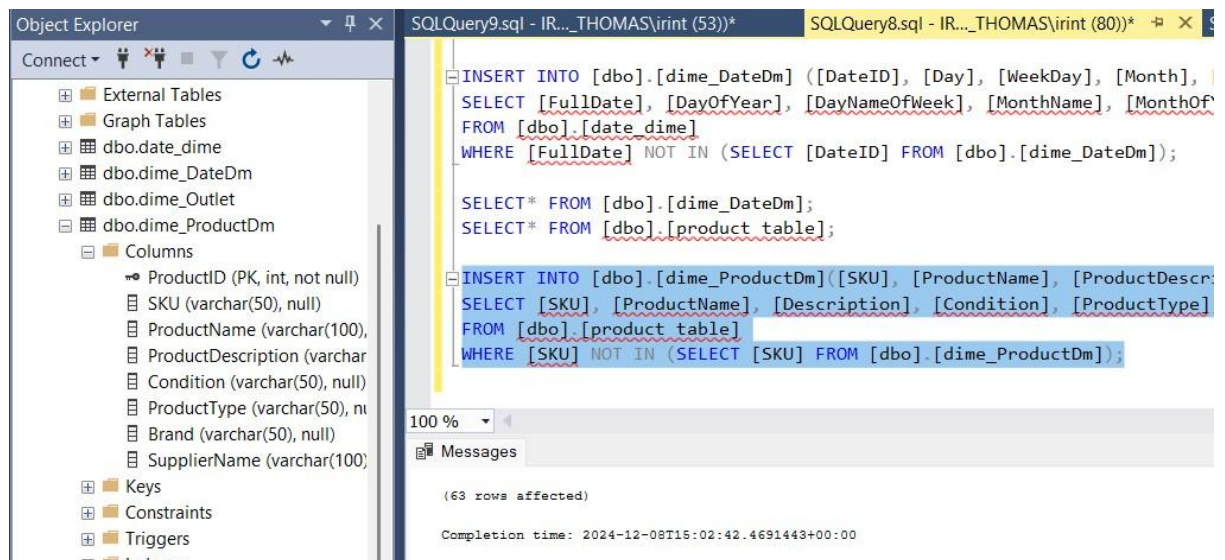 Object Explorer
Connect
External Tables
Graph Tables
dbo.date_dime
dbo.dime_DateDm
dbo.dime_Outlet
dbo.dime_ProductDm
Columns
ProductID (PK, int, not null)
SKU (varchar(50), null)
ProductName (varchar(100),
ProductDescription (varchar
Condition (varchar(50), null)
ProductType (varchar(50), nu
Brand (varchar(50), null)
SupplierName (varchar(100)
Keys
Constraints
Triggers
SQLQuery9.sql - IR..._THOMAS\irint (53))*
SQLQuery8.sql - IR..._THOMAS\irint (80))*
INSERT INTO [dbo].[dime_DateDm] ([DateID], [Day], [WeekDay], [Month],
SELECT [FullDate], [DayOfYear], [DayNameOfWeek], [MonthName], [MonthOfY
FROM [dbo].[date_dime]
WHERE [FullDate] NOT IN (SELECT [DateID] FROM [dbo].[dime_DateDm]);
SELECT* FROM [dbo].[dime_DateDm];
SELECT* FROM [dbo].[product_table];
INSERT INTO [dbo].[dime_ProductDm]([SKU], [ProductName], [ProductDescri
SELECT [SKU], [ProductName], [Description], [Condition], [ProductType]
FROM [dbo].[product_table]
WHERE [SKU] NOT IN (SELECT [SKU] FROM [dbo].[dime_ProductDm]);
100 %
Messages
(63 rows affected)
Completion time: 2024-12-08T15:02:42.4691443+00:00